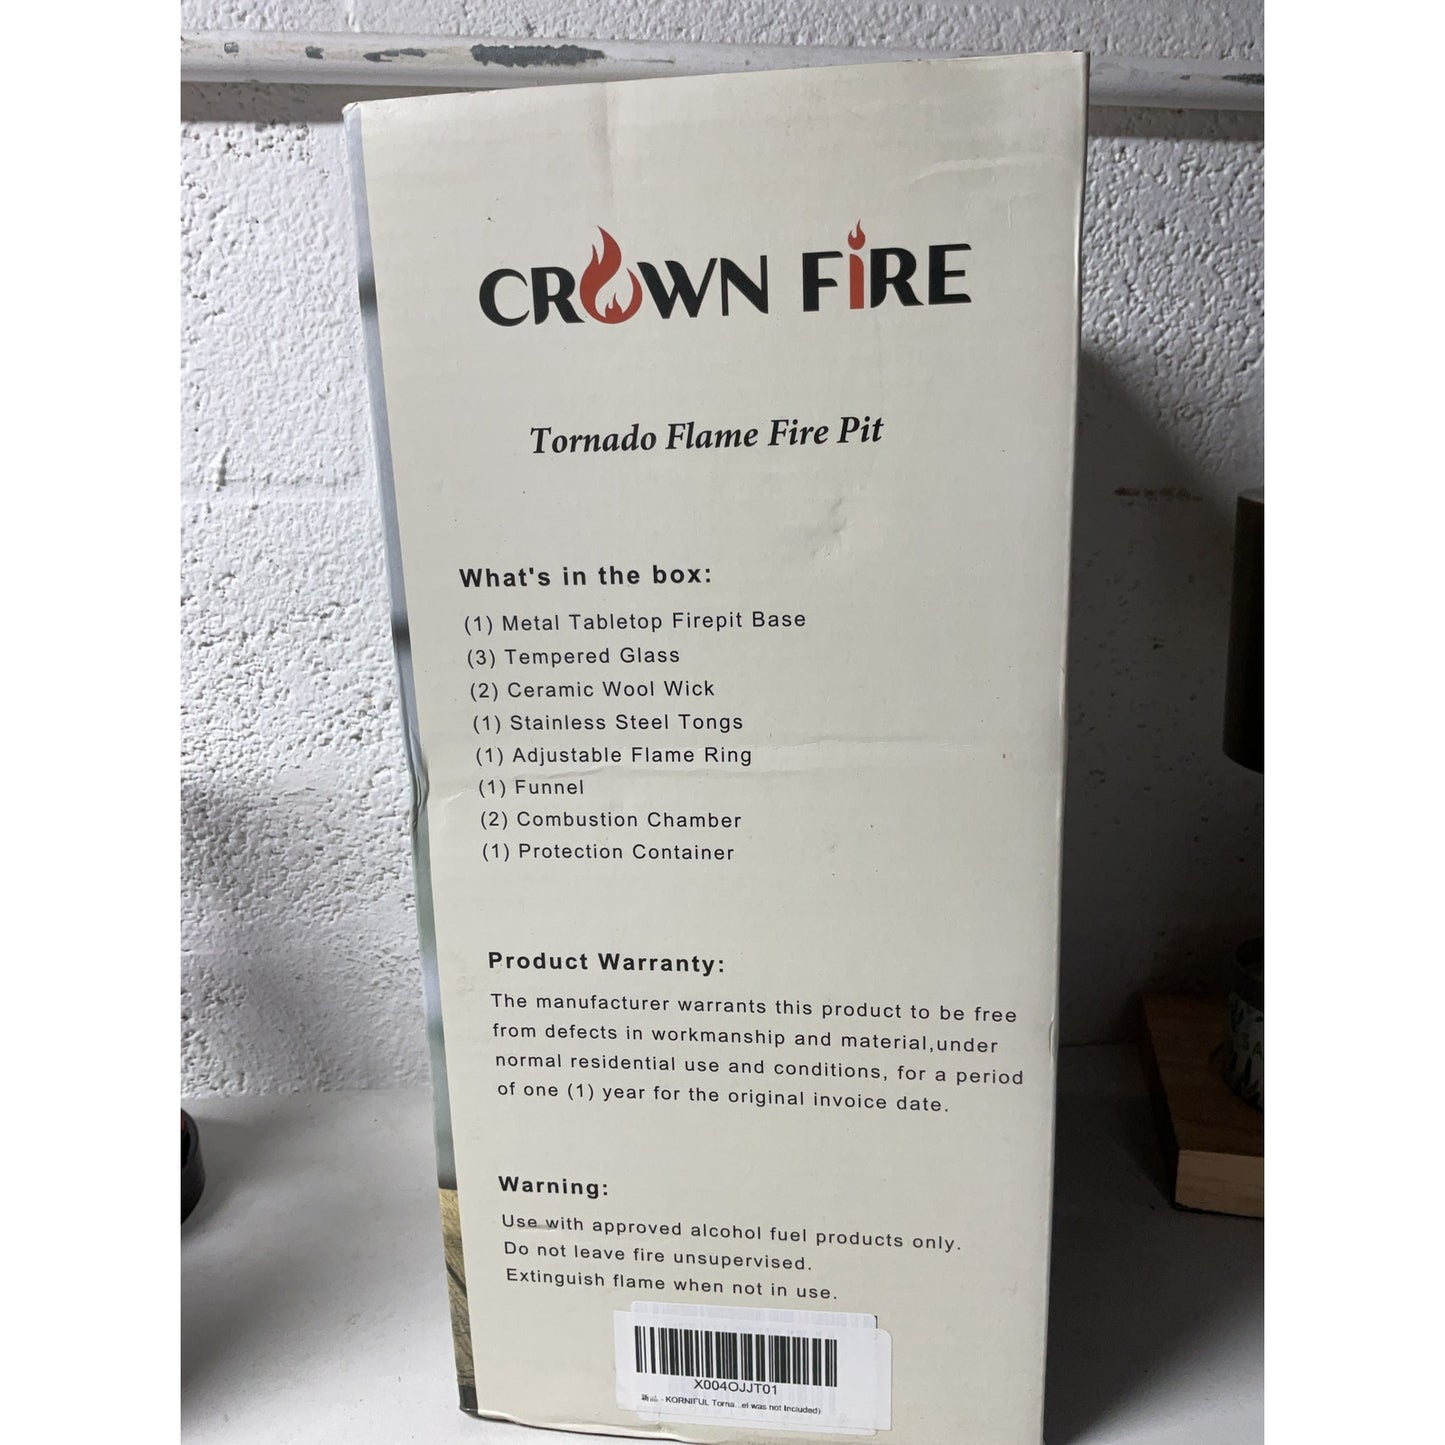 CROWN FIRE
Tornado Flame Fire Pit
What's in the box:
(1) Metal Tabletop Firepit Base
(3) Tempered Glass
(2) Ceramic Wool Wick
(1) Stainless Steel Tongs
(1) Adjustable Flame Ring
(1) Funnel
(2) Combustion Chamber
(1) Protection Container
Product Warranty:
The manufacturer warrants this product to be free
from defects in workmanship and material,under
normal residential use and conditions, for a period
of one (1) year for the original invoice date.
Warning:
Use with approved alcohol fuel products only.
Do not leave fire unsupervised.
Extinguish flame when not in use.
X004OJJT01
新品 - KORNIFUL Torna...el was not Included)